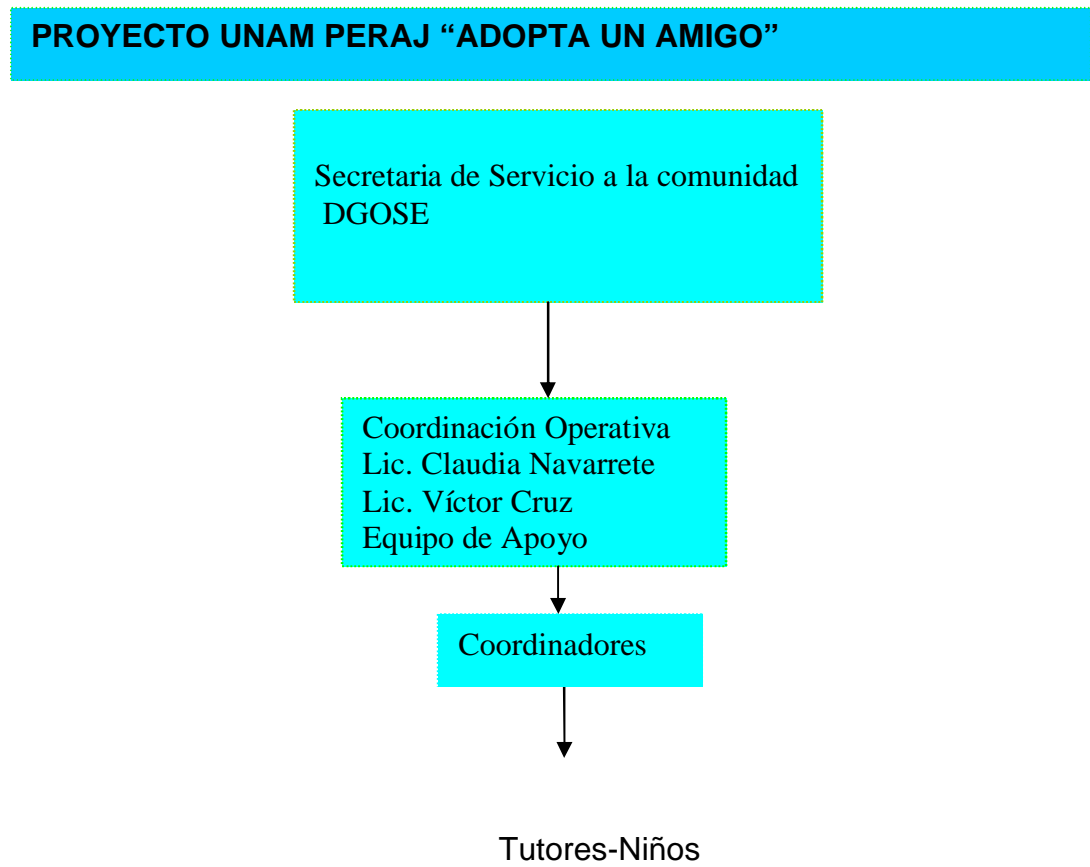 PROYECTO UNAM PERAJ “ADOPTA UN AMIGO”
Secretaria de Servicio a la comunidad
DGOSE
Coordinación Operativa
Lic. Claudia Navarrete
Lic. Víctor Cruz
Equipo de Apoyo
Coordinadores
Tutores-Niños